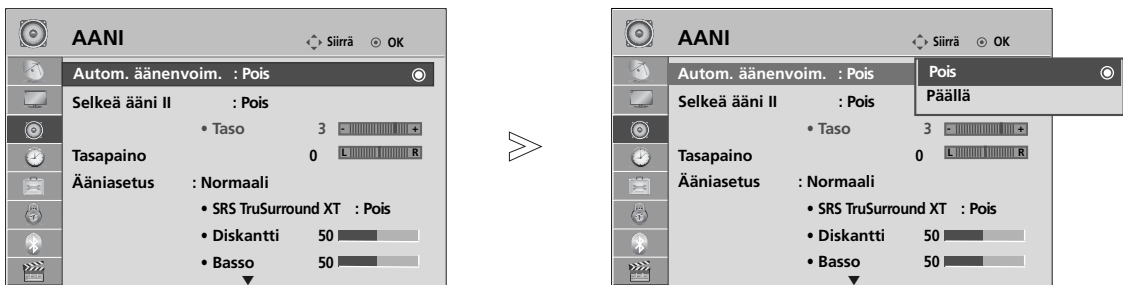 AANI Siirrä OK
Autom. äänenvoim. : Pois
Selkeä ääni II : Pois
• Taso 3 - +
Tasapaino 0 L R
Ääniasetus : Normaali
• SRS TruSurround XT : Pois
• Diskantti 50
• Basso 50
AANI Siirrä OK
Autom. äänenvoim. : Pois
Pois
Päällä
Selkeä ääni II : Pois
• Taso 3 - +
Tasapaino 0 L R
Ääniasetus : Normaali
• SRS TruSurround XT : Pois
• Diskantti 50
• Basso 50